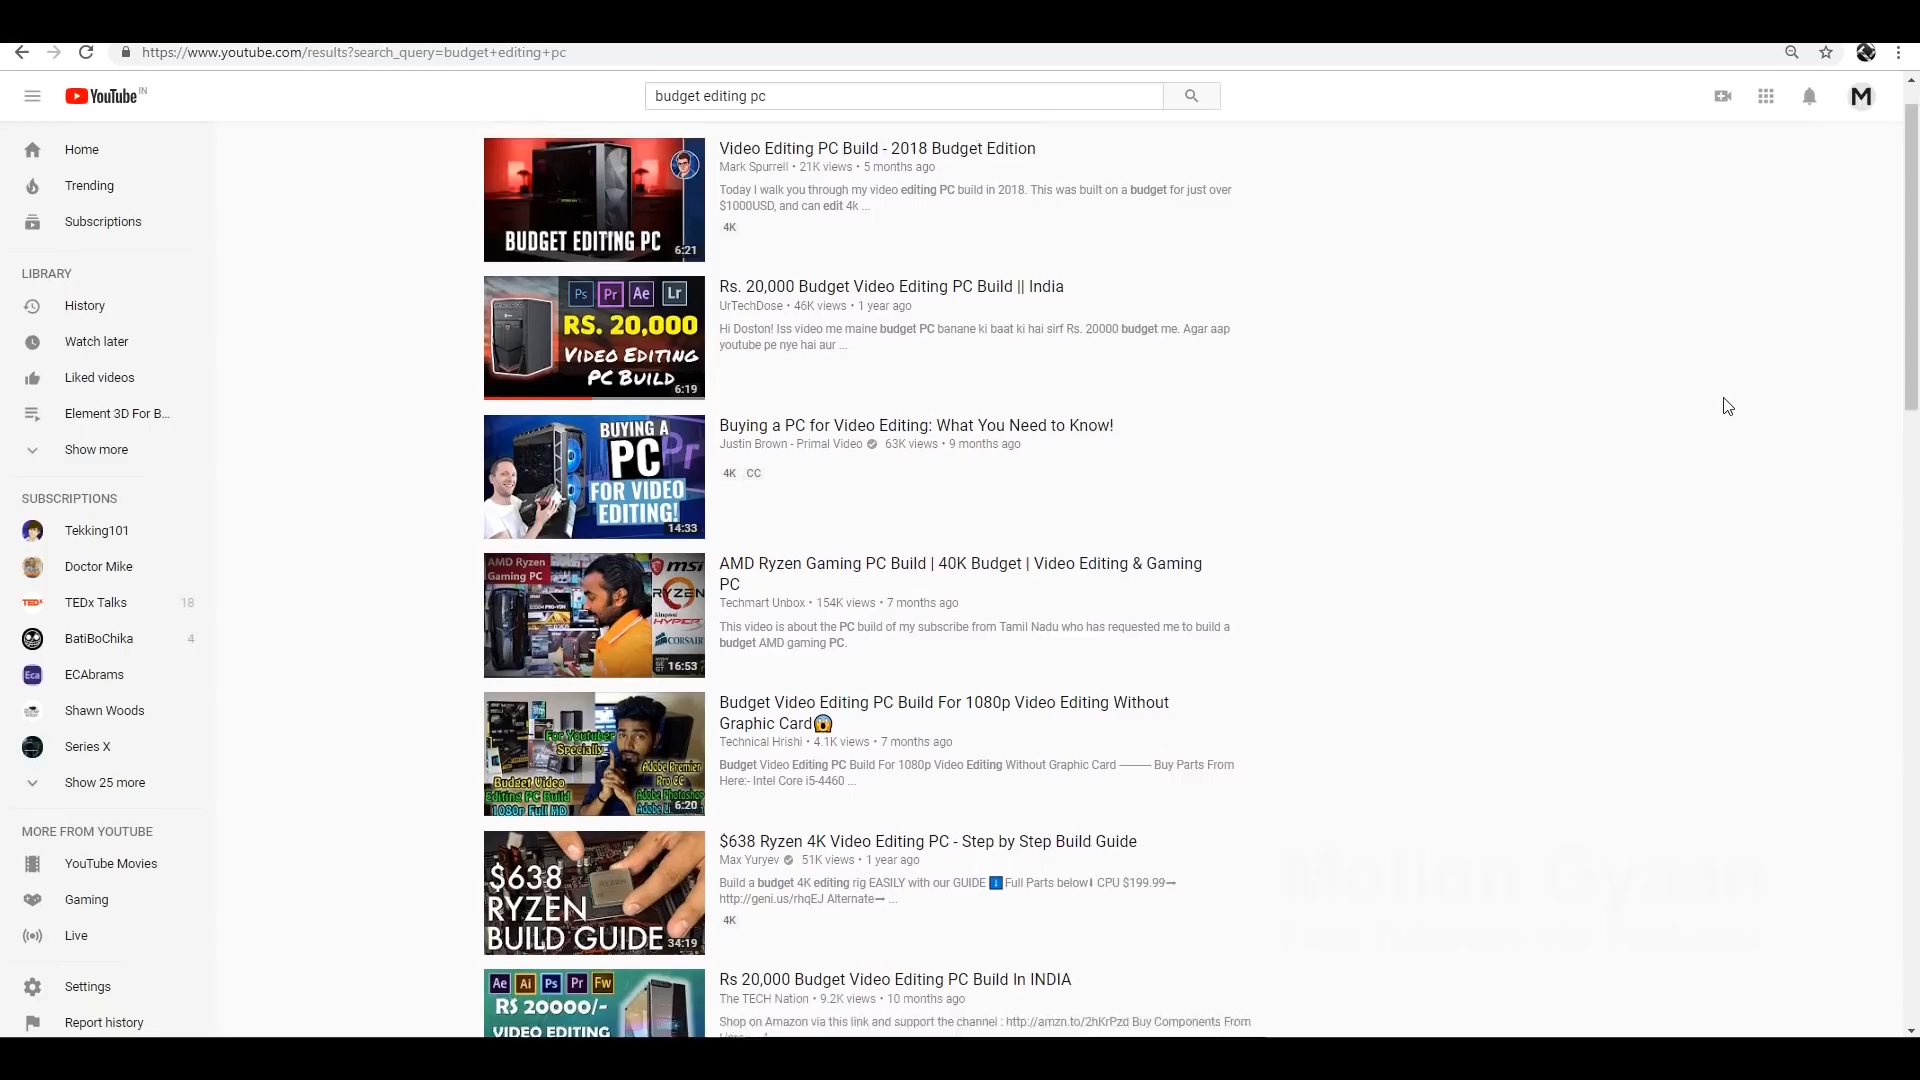 https://www.youtube.com/results?search_query=budget+editing+pc
YouTube IN
budget editing pc
M
Home
Trending
Subscriptions
LIBRARY
History
Watch later
Liked videos
Element 3D For B...
Show more
SUBSCRIPTIONS
Tekking101
Doctor Mike
TEDx Talks 18
BatiBoChika 4
ECAbrams
Shawn Woods
Series X
Show 25 more
MORE FROM YOUTUBE
YouTube Movies
Gaming
Live
Settings
Report history
BUDGET EDITING PC
6:21
Video Editing PC Build - 2018 Budget Edition
Mark Spurrell • 21K views • 5 months ago
Today I walk you through my video editing PC build in 2018. This was built on a budget for just over
$1000USD, and can edit 4k ...
4K
Ps Pr Ae Lr
RS. 20,000
VIDEO EDITING
PC BUILD
6:19
Rs. 20,000 Budget Video Editing PC Build || India
UrTechDose • 46K views • 1 year ago
Hi Doston! Iss video me maine budget PC banane ki baat ki hai sirf Rs. 20000 budget me. Agar aap
youtube pe nye hai aur ...
BUYING A
PC Pr
FOR VIDEO
EDITING!
14:33
Buying a PC for Video Editing: What You Need to Know!
Justin Brown - Primal Video 63K views • 9 months ago
4K CC
AMD Ryzen
Gaming PC
msi
RYZEN
HYPER
CORSAIR
16:53
AMD Ryzen Gaming PC Build | 40K Budget | Video Editing & Gaming
PC
Techmart Unbox • 154K views • 7 months ago
This video is about the PC build of my subscribe from Tamil Nadu who has requested me to build a
budget AMD gaming PC.
For Youtuber
Specially
Budget Video
Editing PC Build
1080p Full HD
Adobe Premier
Pro CC
Adobe Photoshop
6:20
Budget Video Editing PC Build For 1080p Video Editing Without
Graphic Card😱
Technical Hrishi • 4.1K views • 7 months ago
Budget Video Editing PC Build For 1080p Video Editing Without Graphic Card ——— Buy Parts From
Here:- Intel Core i5-4460 ...
$638
RYZEN
BUILD GUIDE
34:19
$638 Ryzen 4K Video Editing PC - Step by Step Build Guide
Max Yuryev 51K views • 1 year ago
Build a budget 4K editing rig EASILY with our GUIDE ⬇ Full Parts below⬇ CPU $199.99➞
http://geni.us/rhqEJ Alternate➞ ...
4K
Ae Ai Ps Pr Fw
RS 20000/-
VIDEO EDITING
Rs 20,000 Budget Video Editing PC Build In INDIA
The TECH Nation • 9.2K views • 10 months ago
Shop on Amazon via this link and support the channel : http://amzn.to/2hKrPzd Buy Components From